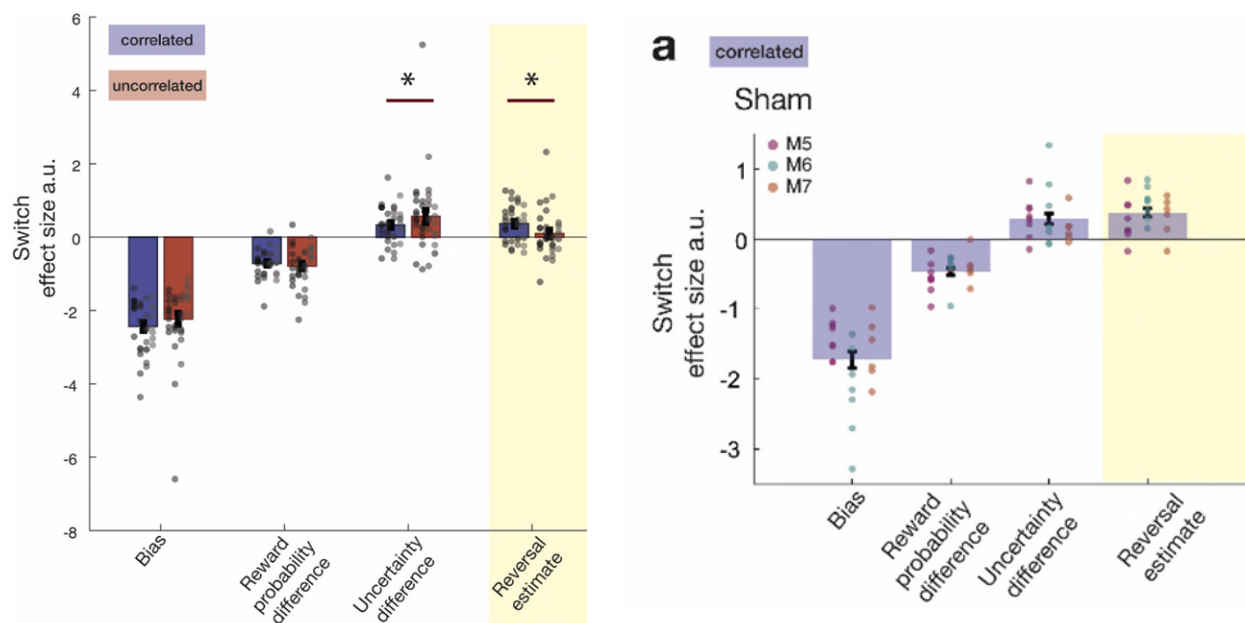 6
4
2
0
-2
-4
-6
-8
Switch
effect size a.u.
correlated
uncorrelated
*
*
Bias
Reward
probability
difference
Uncertainty
difference
Reversal
estimate
a
correlated
Sham
M5
M6
M7
1
0
-1
-2
-3
Switch
effect size a.u.
Bias
Reward
probability
difference
Uncertainty
difference
Reversal
estimate